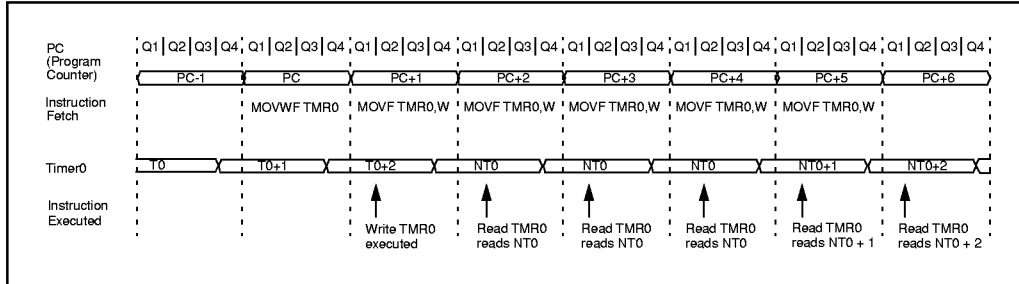 PC (Program Counter)
Q1 Q2 Q3 Q4 Q1 Q2 Q3 Q4 Q1 Q2 Q3 Q4 Q1 Q2 Q3 Q4 Q1 Q2 Q3 Q4 Q1 Q2 Q3 Q4 Q1 Q2 Q3 Q4 Q1 Q2 Q3 Q4
PC-1 PC PC+1 PC+2 PC+3 PC+4 PC+5 PC+6
Instruction Fetch
MOVWF TMR0 MOVF TMR0,W MOVF TMR0,W MOVF TMR0,W MOVF TMR0,W MOVF TMR0,W
Timer0
T0 T0+1 T0+2 NT0 NT0 NT0 NT0+1 NT0+2
Instruction Executed
Write TMR0 executed
Read TMR0 reads NT0
Read TMR0 reads NT0
Read TMR0 reads NT0
Read TMR0 reads NT0 + 1
Read TMR0 reads NT0 + 2